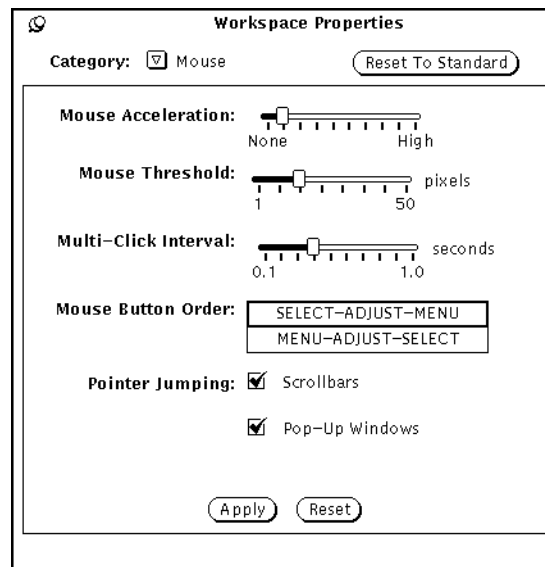 Workspace Properties
Category: Mouse
Reset To Standard
Mouse Acceleration:
None High
Mouse Threshold: pixels
1 50
Multi-Click Interval: seconds
0.1 1.0
Mouse Button Order: SELECT-ADJUST-MENU
MENU-ADJUST-SELECT
Pointer Jumping: Scrollbars
Pop-Up Windows
Apply Reset